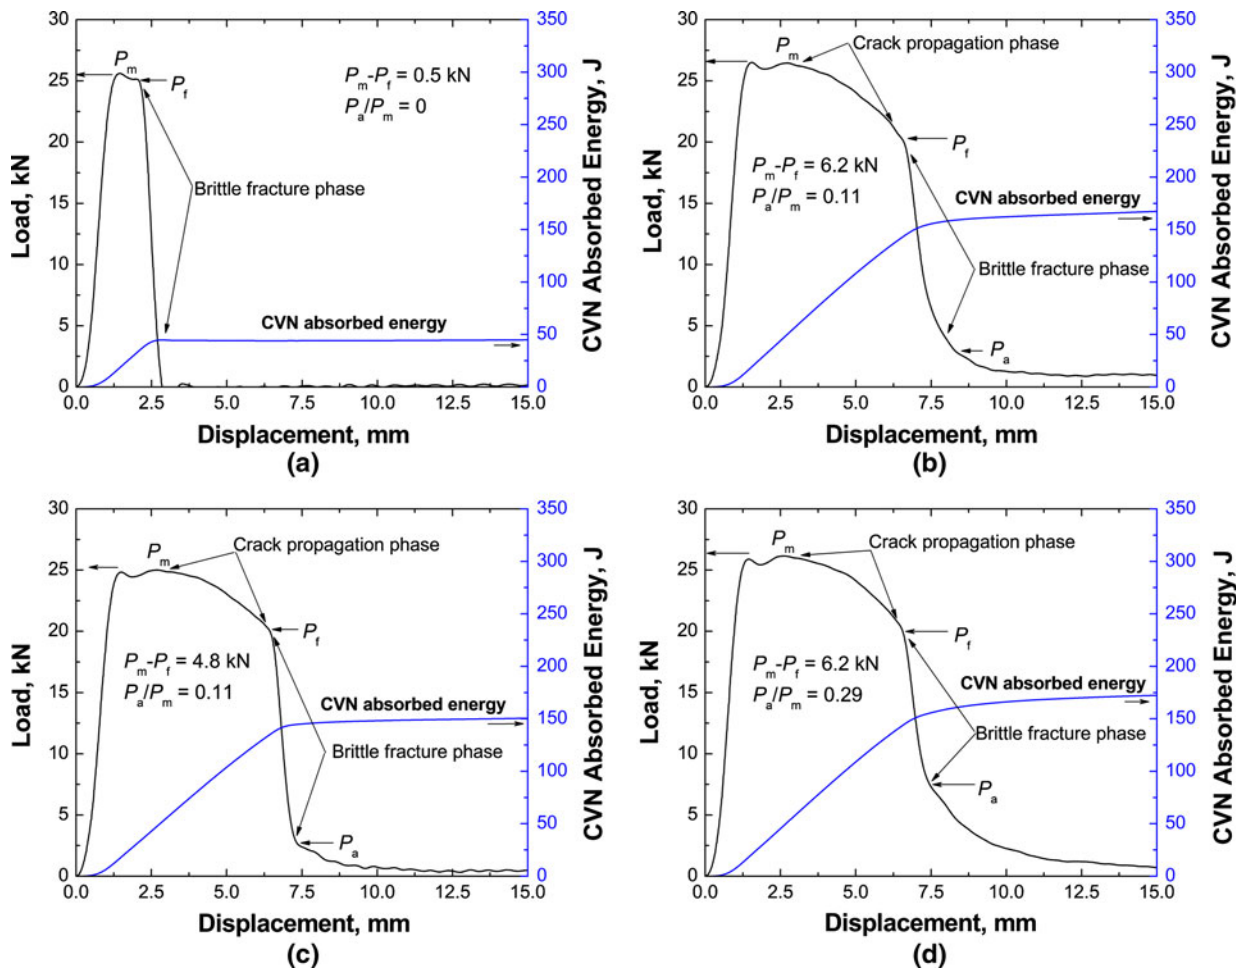 30
25
20
15
10
5
0
Load, kN
350
300
250
200
150
100
50
0
CVN Absorbed Energy, J
Pm
Pf
Pm-Pf = 0.5 kN
Pa/Pm = 0
Brittle fracture phase
CVN absorbed energy
0.0 2.5 5.0 7.5 10.0 12.5 15.0
Displacement, mm
(a)
30
25
20
15
10
5
0
Load, kN
350
300
250
200
150
100
50
0
CVN Absorbed Energy, J
Crack propagation phase
Pm
Pf
Pm-Pf = 6.2 kN
Pa/Pm = 0.11
CVN absorbed energy
Brittle fracture phase
Pa
0.0 2.5 5.0 7.5 10.0 12.5 15.0
Displacement, mm
(b)
30
25
20
15
10
5
0
Load, kN
350
300
250
200
150
100
50
0
CVN Absorbed Energy, J
Crack propagation phase
Pm
Pf
Pm-Pf = 4.8 kN
Pa/Pm = 0.11
CVN absorbed energy
Brittle fracture phase
Pa
0.0 2.5 5.0 7.5 10.0 12.5 15.0
Displacement, mm
(c)
30
25
20
15
10
5
0
Load, kN
350
300
250
200
150
100
50
0
CVN Absorbed Energy, J
Crack propagation phase
Pm
Pf
Pm-Pf = 6.2 kN
Pa/Pm = 0.29
CVN absorbed energy
Brittle fracture phase
Pa
0.0 2.5 5.0 7.5 10.0 12.5 15.0
Displacement, mm
(d)